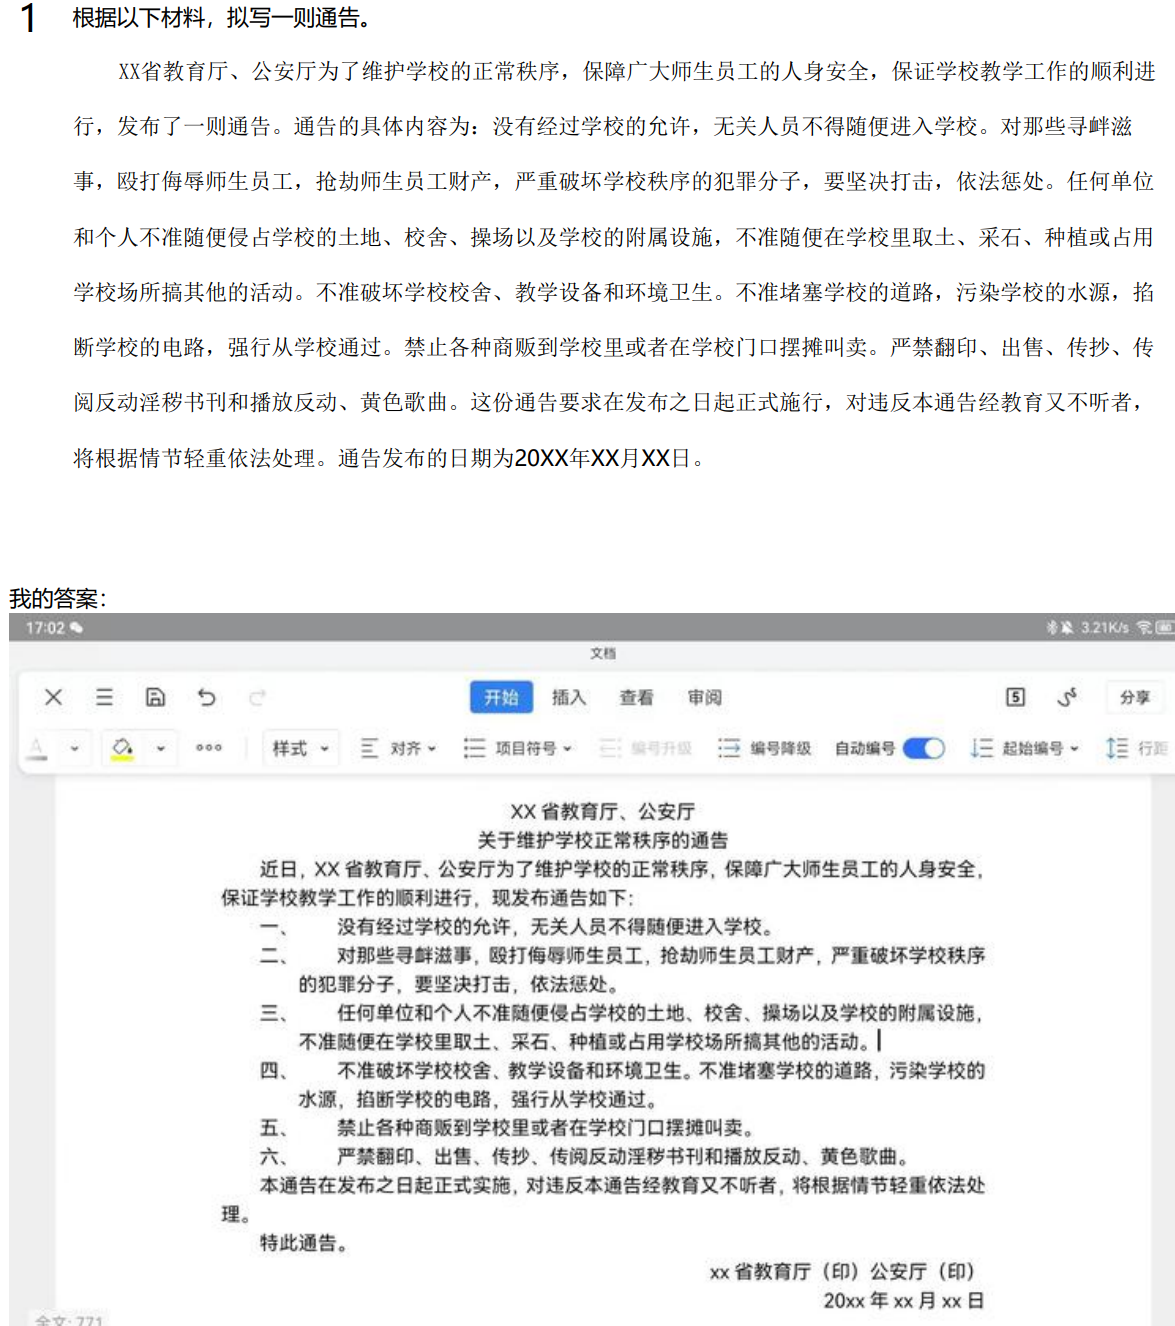 1 根据以下材料，拟写一则通告。
XX省教育厅、公安厅为了维护学校的正常秩序，保障广大师生员工的人身安全，保证学校教学工作的顺利进
行，发布了一则通告。通告的具体内容为：没有经过学校的允许，无关人员不得随便进入学校。对那些寻衅滋
事，殴打侮辱师生员工，抢劫师生员工财产，严重破坏学校秩序的犯罪分子，要坚决打击，依法惩处。任何单位
和个人不准随便侵占学校的土地、校舍、操场以及学校的附属设施，不准随便在学校里取土、采石、种植或占用
学校场所搞其他的活动。不准破坏学校校舍、教学设备和环境卫生。不准堵塞学校的道路，污染学校的水源，掐
断学校的电路，强行从学校通过。禁止各种商贩到学校里或者在学校门口摆摊叫卖。严禁翻印、出售、传抄、传
阅反动淫秽书刊和播放反动、黄色歌曲。这份通告要求在发布之日起正式施行，对违反本通告经教育又不听者，
将根据情节轻重依法处理。通告发布的日期为20XX年XX月XX日。
我的答案：
17:02 3.21K/s
文档
开始 插入 查看 审阅 5 分享
A 样式 对齐 项目符号 编号升级 编号降级 自动编号 起始编号 行距
XX 省教育厅、公安厅
关于维护学校正常秩序的通告
近日，XX 省教育厅、公安厅为了维护学校的正常秩序，保障广大师生员工的人身安全，
保证学校教学工作的顺利进行，现发布通告如下：
一、 没有经过学校的允许，无关人员不得随便进入学校。
二、 对那些寻衅滋事，殴打侮辱师生员工，抢劫师生员工财产，严重破坏学校秩序
的犯罪分子，要坚决打击，依法惩处。
三、 任何单位和个人不准随便侵占学校的土地、校舍、操场以及学校的附属设施，
不准随便在学校里取土、采石、种植或占用学校场所搞其他的活动。
四、 不准破坏学校校舍、教学设备和环境卫生。不准堵塞学校的道路，污染学校的
水源，掐断学校的电路，强行从学校通过。
五、 禁止各种商贩到学校里或者在学校门口摆摊叫卖。
六、 严禁翻印、出售、传抄、传阅反动淫秽书刊和播放反动、黄色歌曲。
本通告在发布之日起正式实施，对违反本通告经教育又不听者，将根据情节轻重依法处
理。
特此通告。
xx 省教育厅（印）公安厅（印）
20xx 年 xx 月 xx 日
全文: 771